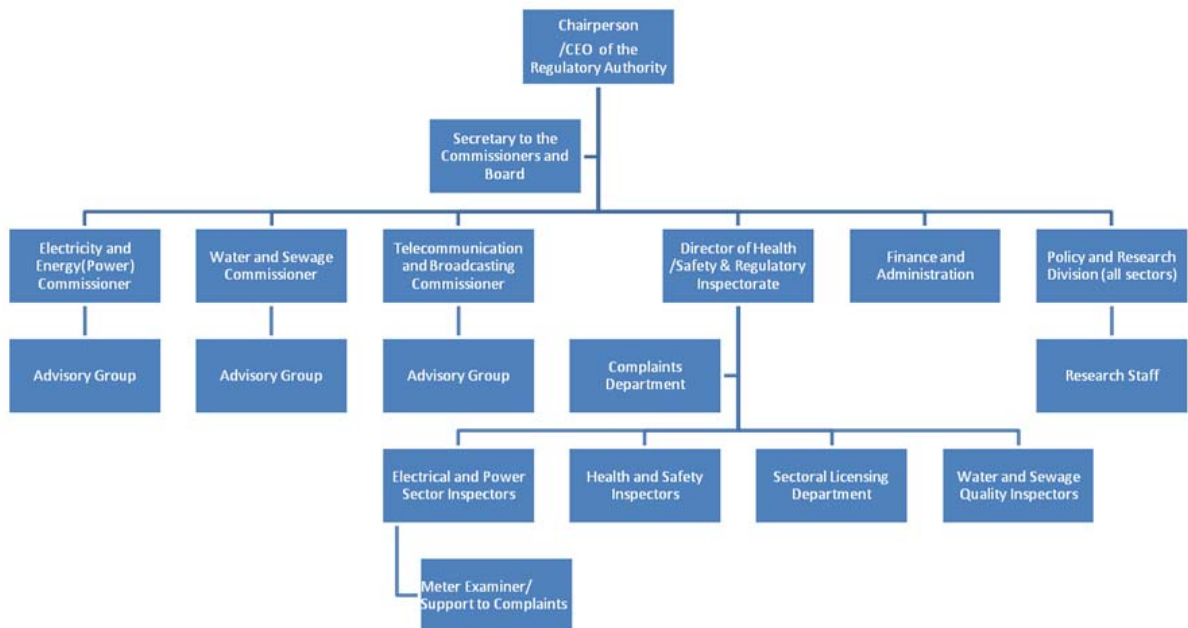 Chairperson
/CEO of the
Regulatory Authority
Secretary to the
Commissioners and
Board
Electricity and
Energy(Power)
Commissioner
Water and Sewage
Commissioner
Telecommunication
and Broadcasting
Commissioner
Director of Health
/Safety & Regulatory
Inspectorate
Finance and
Administration
Policy and Research
Division (all sectors)
Advisory Group
Advisory Group
Advisory Group
Complaints
Department
Research Staff
Electrical and Power
Sector Inspectors
Health and Safety
Inspectors
Sectoral Licensing
Department
Water and Sewage
Quality Inspectors
Meter Examiner/
Support to Complaints